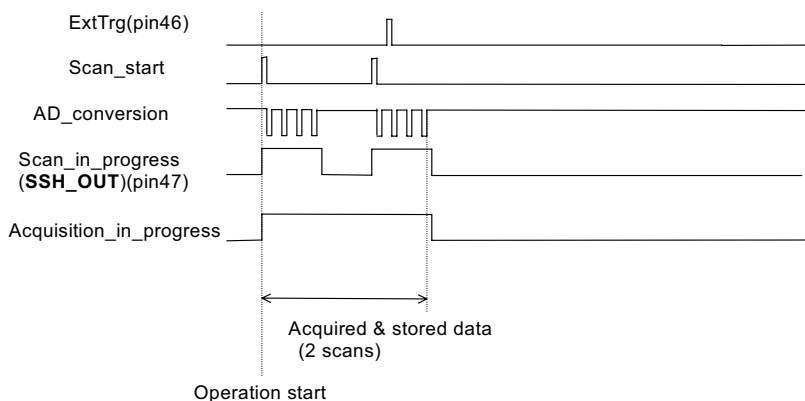 ExtTrg(pin46)
Scan_start
AD_conversion
Scan_in_progress
(SSH_OUT)(pin47)
Acquisition_in_progress
Acquired & stored data
(2 scans)
Operation start